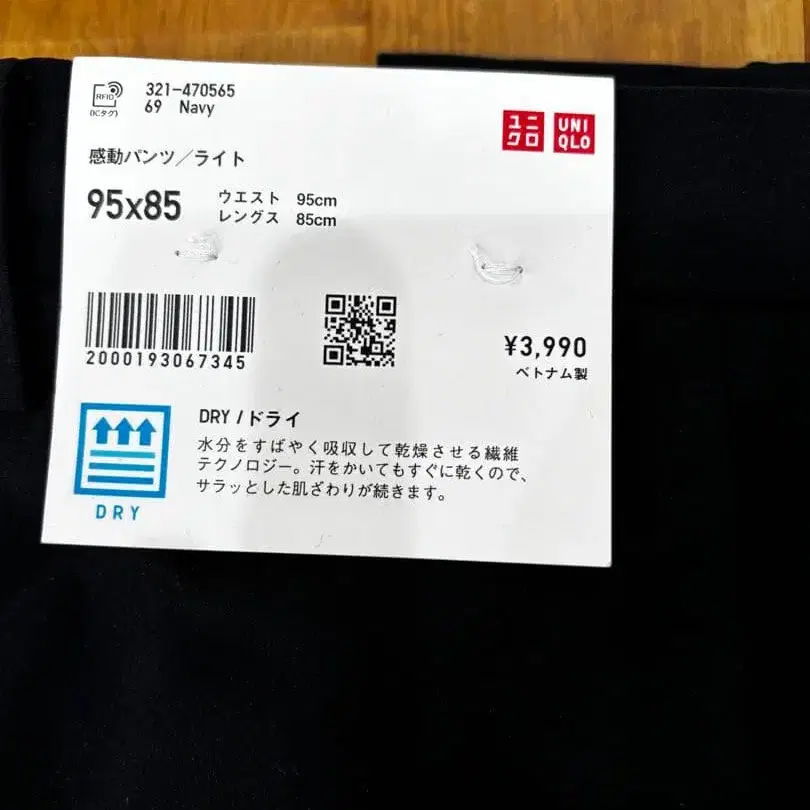 RFID
(ICタグ)
321-470565
69 Navy
ユニ
クロ
UNI
QLO
感動パンツ／ライト
95x85
ウエスト 95cm
レングス 85cm
2000193067345
¥3,990
ベトナム製
DRY / ドライ
水分をすばやく吸収して乾燥させる繊維
テクノロジー。汗をかいてもすぐに乾くので、
サラッとした肌ざわりが続きます。
DRY